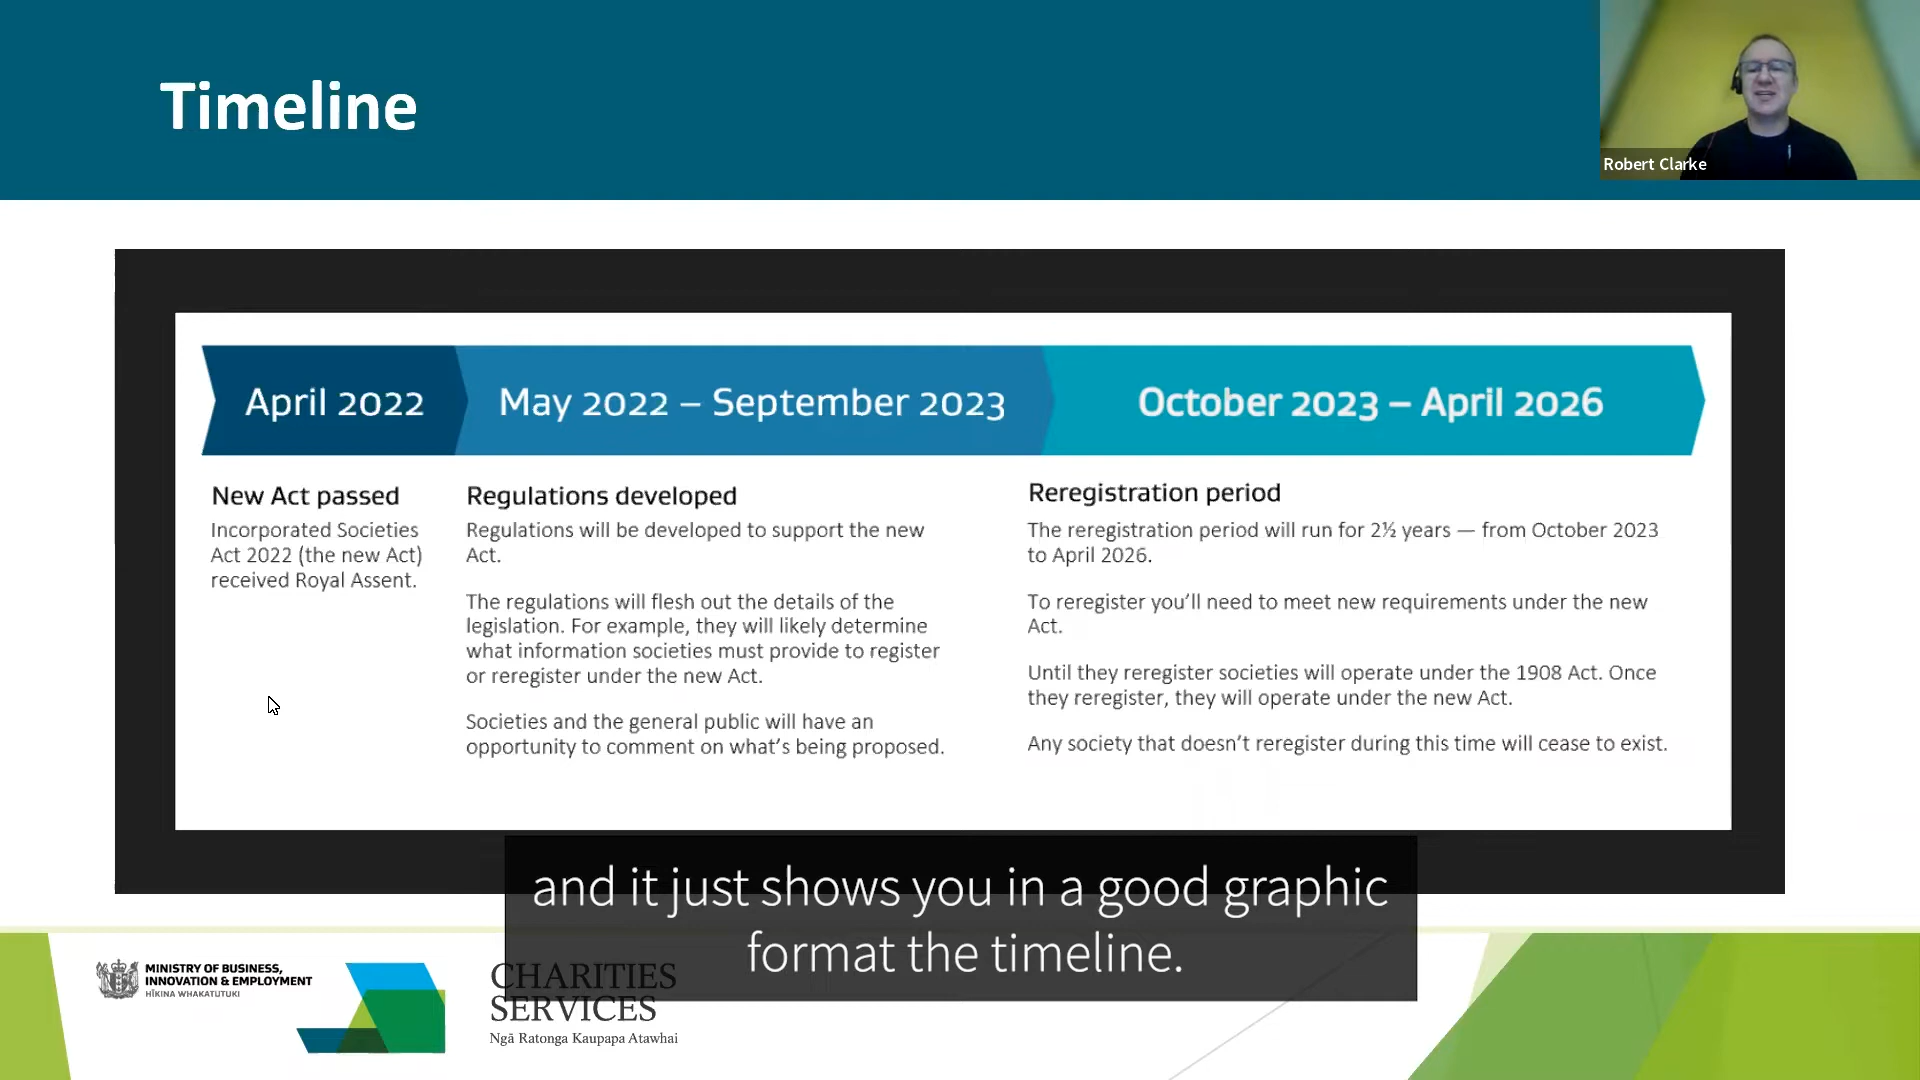 Timeline
Robert Clarke
April 2022
May 2022 – September 2023
October 2023 – April 2026
New Act passed
Incorporated Societies
Act 2022 (the new Act)
received Royal Assent.
Regulations developed
Regulations will be developed to support the new
Act.
The regulations will flesh out the details of the
legislation. For example, they will likely determine
what information societies must provide to register
or reregister under the new Act.
Societies and the general public will have an
opportunity to comment on what's being proposed.
Reregistration period
The reregistration period will run for 2½ years — from October 2023
to April 2026.
To reregister you'll need to meet new requirements under the new
Act.
Until they reregister societies will operate under the 1908 Act. Once
they reregister, they will operate under the new Act.
Any society that doesn't reregister during this time will cease to exist.
and it just shows you in a good graphic
format the timeline.
MINISTRY OF BUSINESS,
INNOVATION & EMPLOYMENT
HĪKINA WHAKATUTUKI
CHARITIES
SERVICES
Ngā Ratonga Kaupapa Atawhai